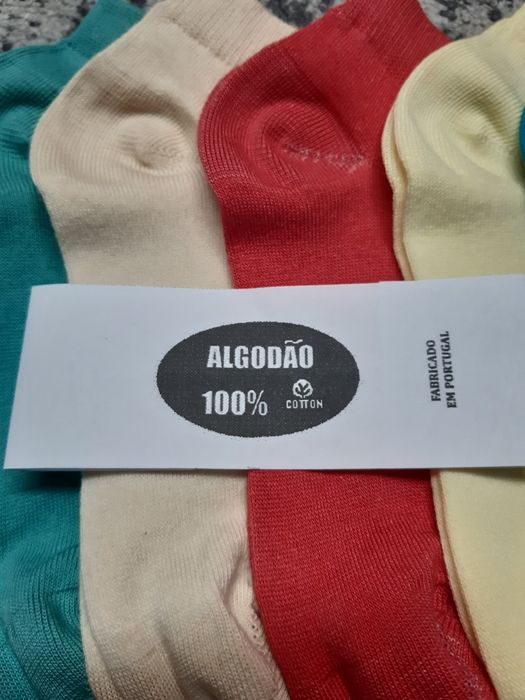 ALGODÃO
100%
COTTON
FABRICADO
EM PORTUGAL